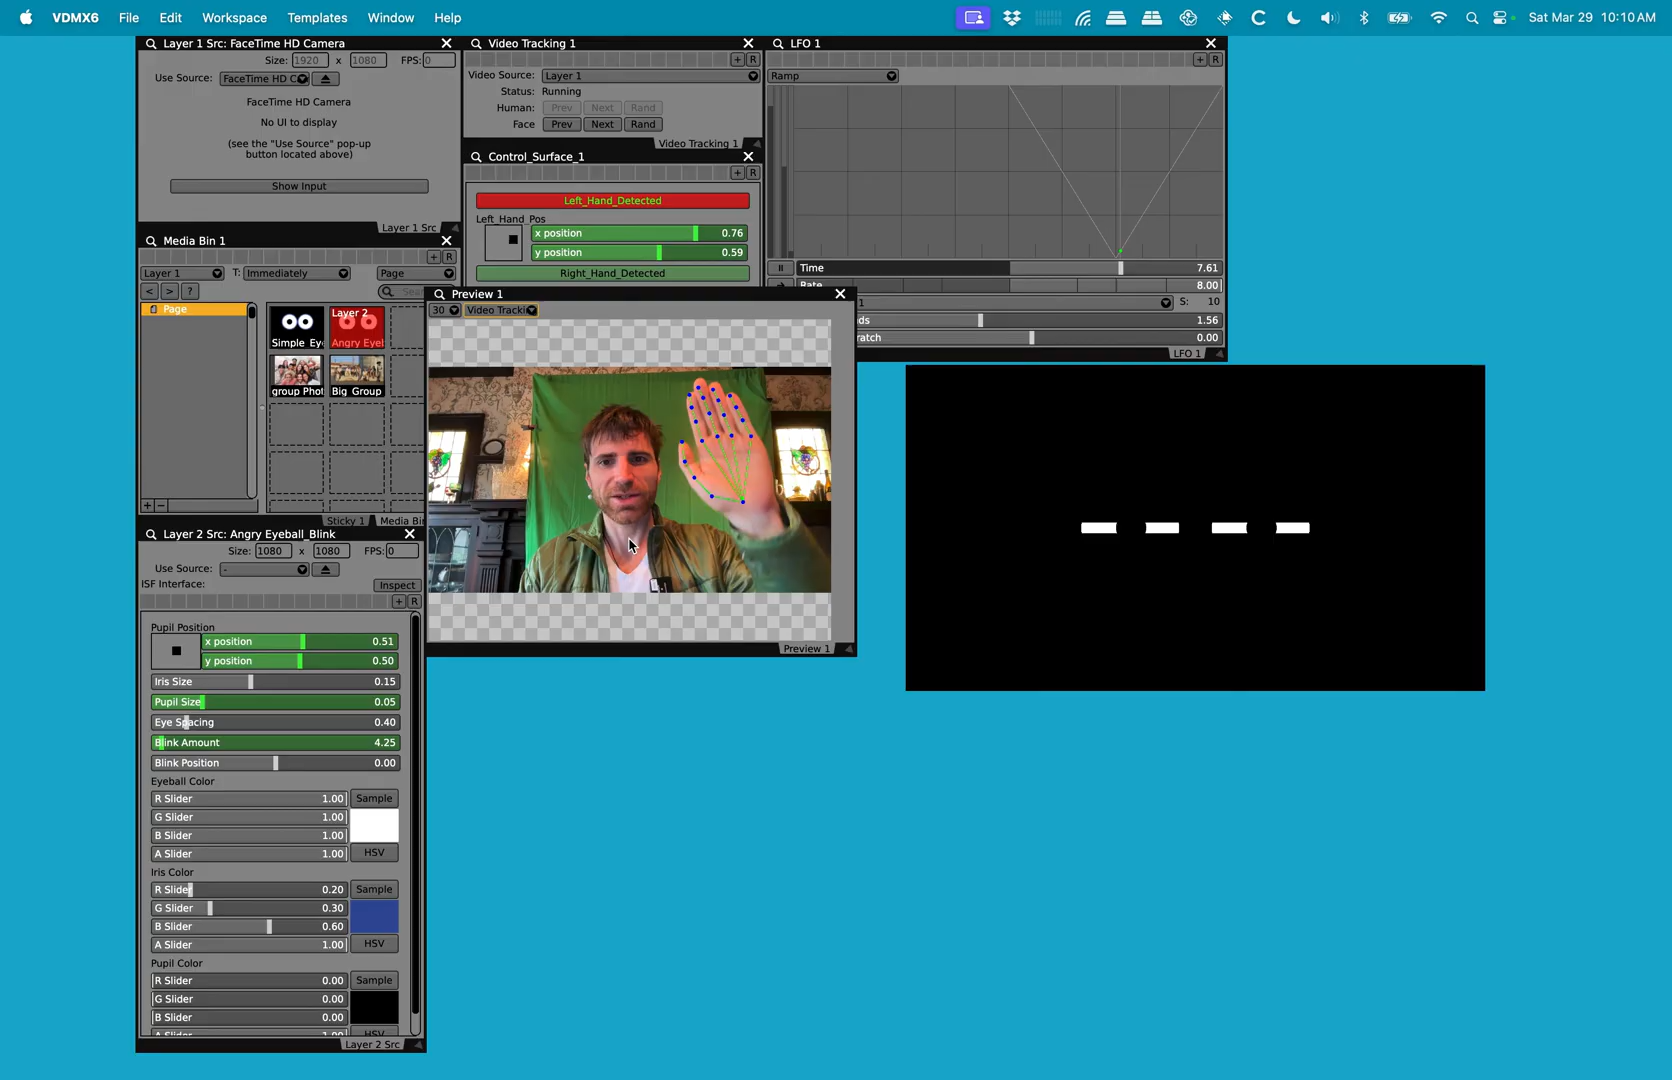 VDMX6 File Edit Workspace Templates Window Help
Sat Mar 29 10:10 AM
Layer 1 Src: FaceTime HD Camera
Size: 1920 x 1080 FPS: 0
Use Source: FaceTime HD C
FaceTime HD Camera
No UI to display
(see the "Use Source" pop-up
button located above)
Show Input
Layer 1 Src
Video Tracking 1
+ R
Video Source: Layer 1
Status: Running
Human: Prev Next Rand
Face Prev Next Rand
Video Tracking 1
Control_Surface_1
+ R
Left_Hand_Detected
Left_Hand_Pos
x position 0.76
y position 0.59
Right_Hand_Detected
LFO 1
+ R
Ramp
Time 7.61
Rate 8.00
1 S: 10
ds 1.56
ratch 0.00
LFO 1
Media Bin 1
+ R
Layer 1 T: Immediately Page
< > ?
Page
Simple Ey
Layer 2
Angry Eyel
group Phot
Big Group
+ −
Sticky 1 Media Bin
Preview 1
30 Video Tracki
Preview 1
Layer 2 Src: Angry Eyeball_Blink
Size: 1080 x 1080 FPS: 0
Use Source: -
ISF Interface: Inspect
+ R
Pupil Position
x position 0.51
y position 0.50
Iris Size 0.15
Pupil Size 0.05
Eye Spacing 0.40
Blink Amount 4.25
Blink Position 0.00
Eyeball Color
R Slider 1.00 Sample
G Slider 1.00
B Slider 1.00
A Slider 1.00 HSV
Iris Color
R Slider 0.20 Sample
G Slider 0.30
B Slider 0.60
A Slider 1.00 HSV
Pupil Color
R Slider 0.00 Sample
G Slider 0.00
B Slider 0.00
A Slider 1.00 HSV
Layer 2 Src